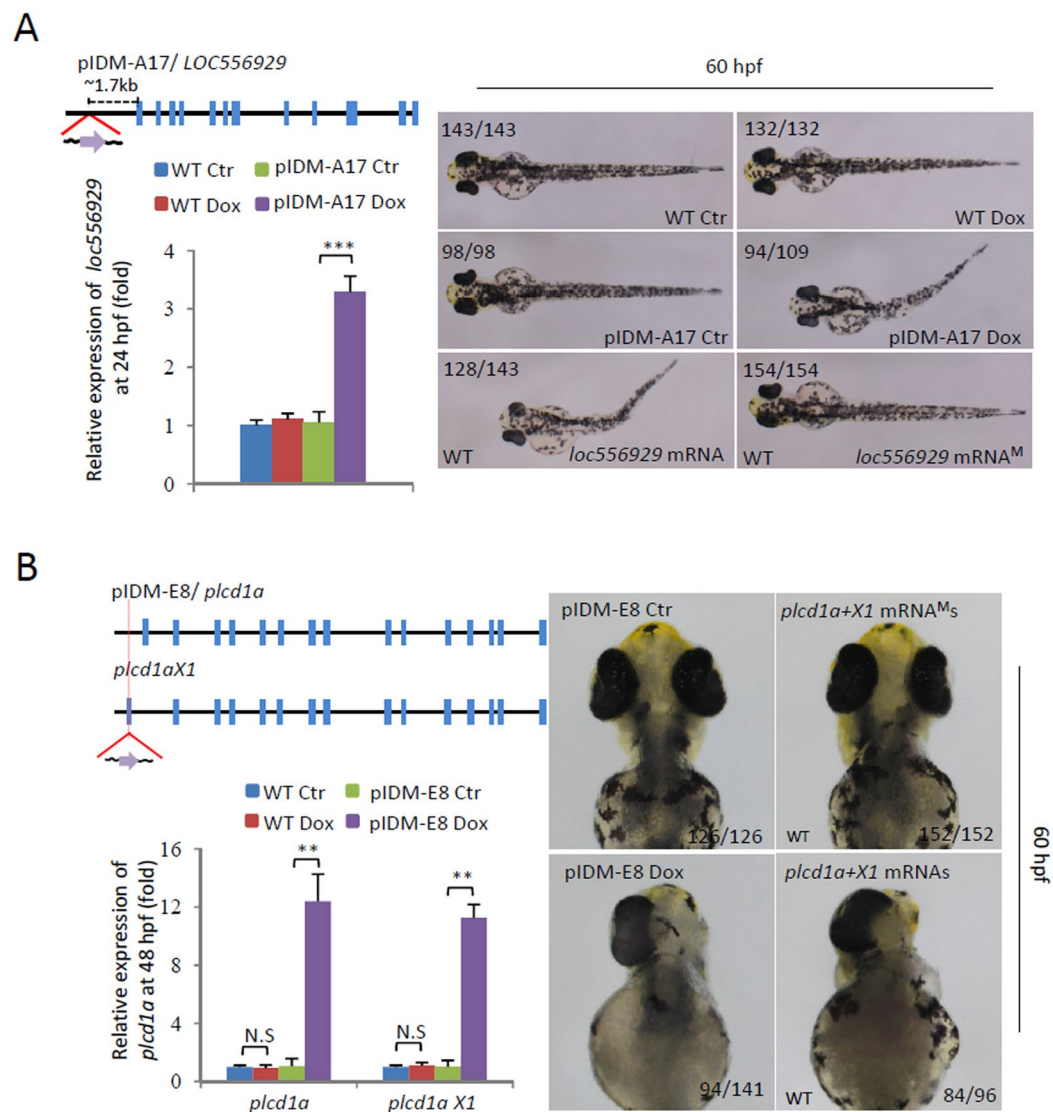 A
pIDM-A17/ LOC556929
~1.7kb
WT Ctr
pIDM-A17 Ctr
WT Dox
pIDM-A17 Dox
Relative expression of loc556929
at 24 hpf (fold)
4
3
2
1
0
***
60 hpf
143/143
WT Ctr
132/132
WT Dox
98/98
pIDM-A17 Ctr
94/109
pIDM-A17 Dox
128/143
WT
loc556929 mRNA
154/154
WT
loc556929 mRNAᴹ
B
pIDM-E8/ plcd1a
plcd1aX1
WT Ctr
pIDM-E8 Ctr
WT Dox
pIDM-E8 Dox
Relative expression of
plcd1a at 48 hpf (fold)
16
12
8
4
0
N.S
**
N.S
**
plcd1a
plcd1a X1
pIDM-E8 Ctr
126/126
plcd1a+X1 mRNAᴹs
WT
152/152
pIDM-E8 Dox
94/141
plcd1a+X1 mRNAs
WT
84/96
60 hpf